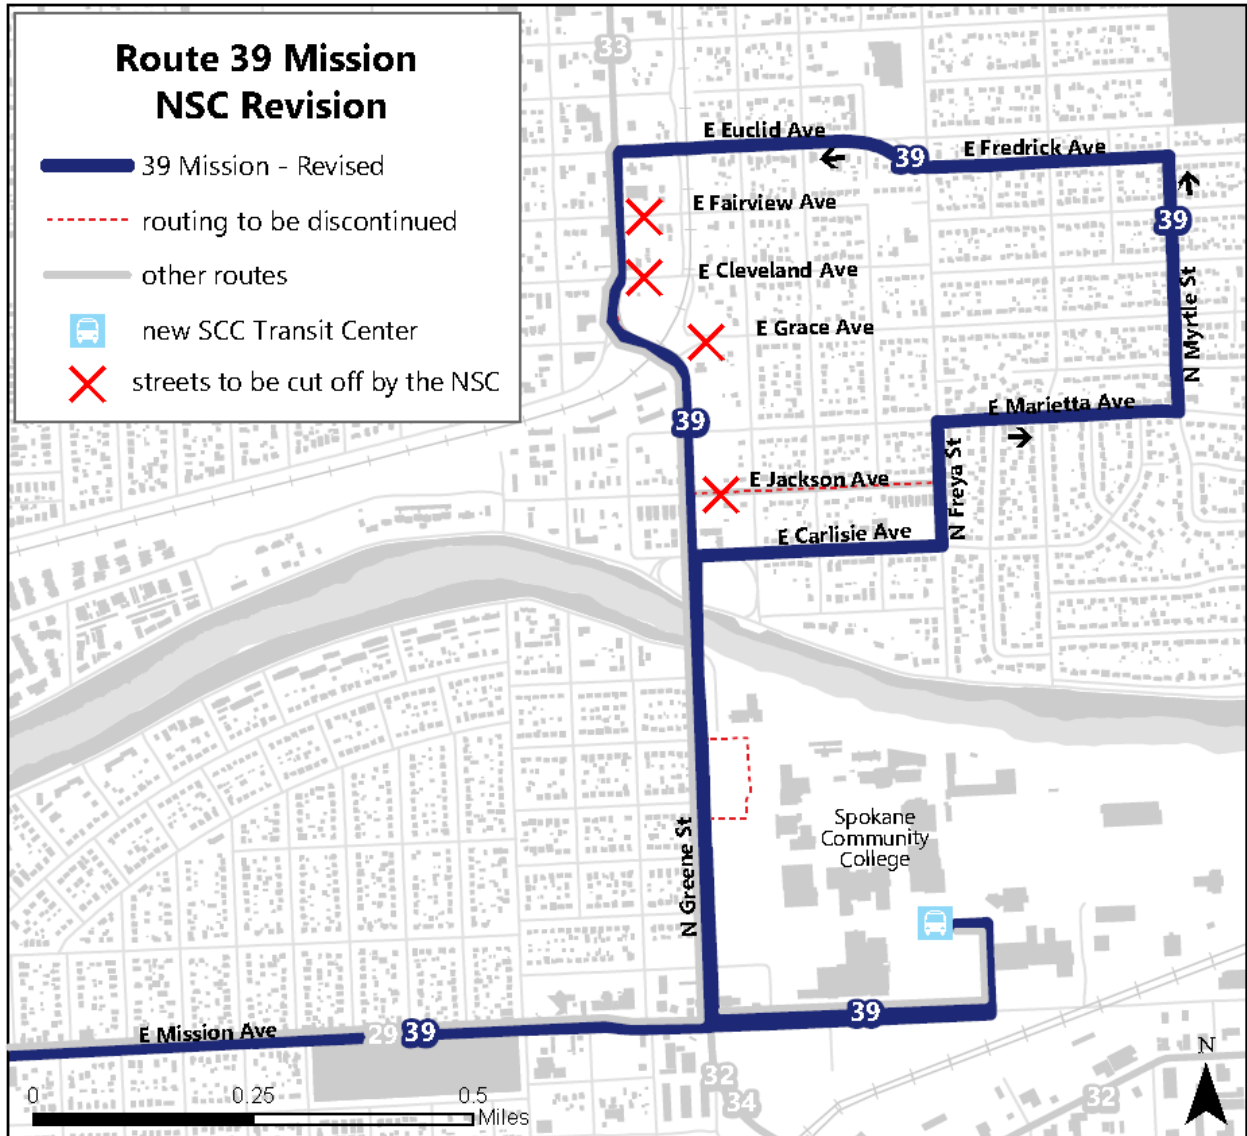 Route 39 Mission
NSC Revision
39 Mission - Revised
routing to be discontinued
other routes
new SCC Transit Center
streets to be cut off by the NSC
33
E Euclid Ave
39
E Fredrick Ave
E Fairview Ave
39
E Cleveland Ave
E Grace Ave
N Myrtle St
39
E Marietta Ave
E Jackson Ave
N Freya St
E Carlisie Ave
Spokane
Community
College
N Greene St
39
E Mission Ave
29
39
N
32
34
32
0
0.25
0.5
Miles